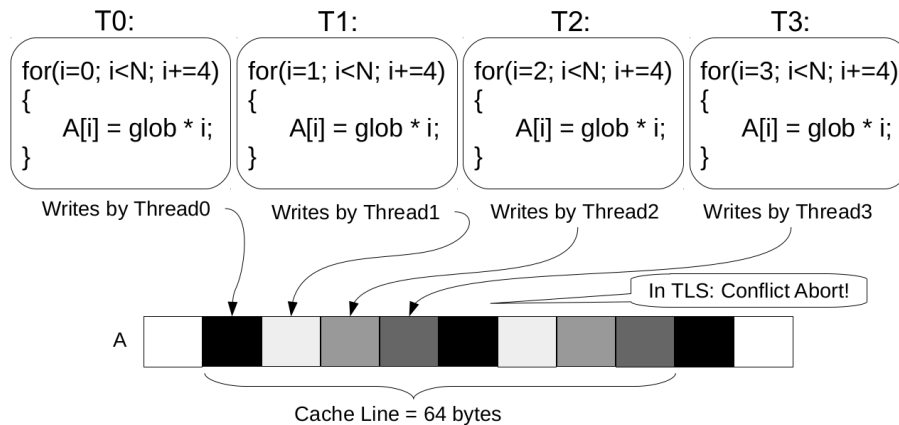 T0:
for(i=0; i<N; i+=4)
{
A[i] = glob * i;
}
T1:
for(i=1; i<N; i+=4)
{
A[i] = glob * i;
}
T2:
for(i=2; i<N; i+=4)
{
A[i] = glob * i;
}
T3:
for(i=3; i<N; i+=4)
{
A[i] = glob * i;
}
Writes by Thread0
Writes by Thread1
Writes by Thread2
Writes by Thread3
In TLS: Conflict Abort!
A
Cache Line = 64 bytes